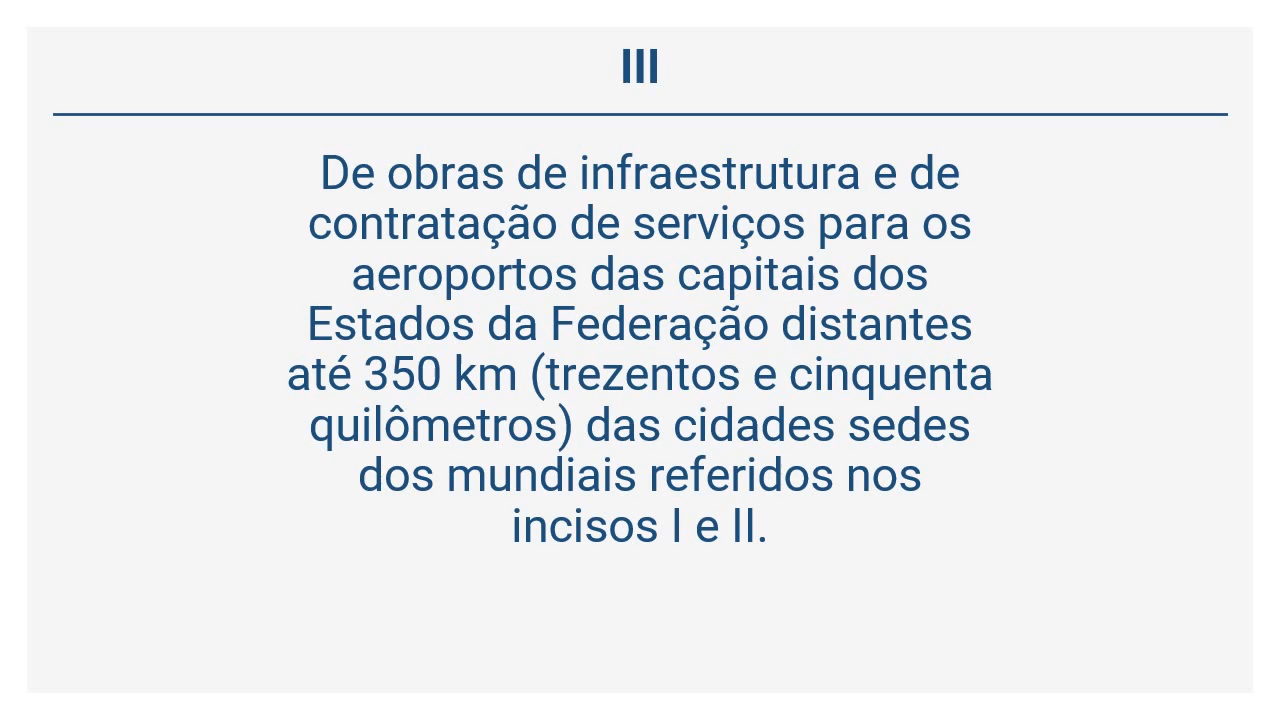 III
De obras de infraestrutura e de
contratação de serviços para os
aeroportos das capitais dos
Estados da Federação distantes
até 350 km (trezentos e cinquenta
quilômetros) das cidades sedes
dos mundiais referidos nos
incisos I e II.